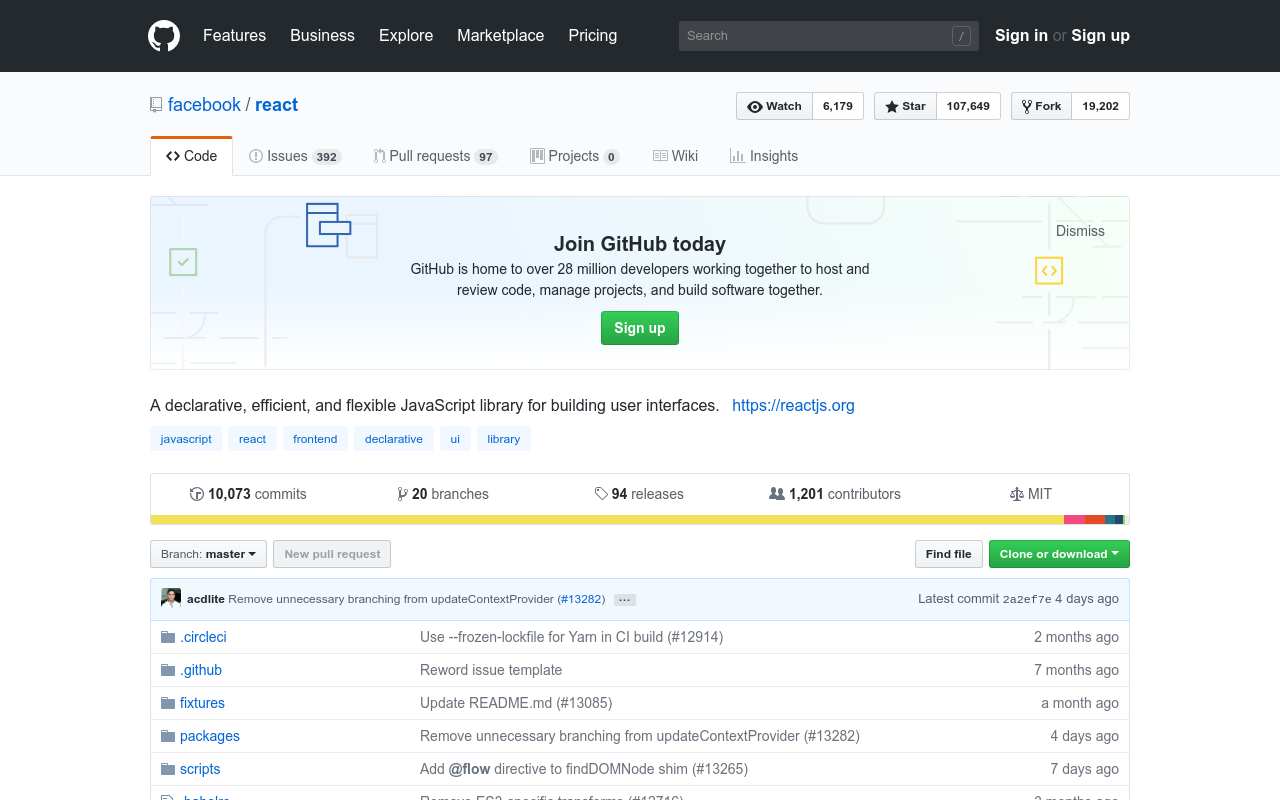 Features Business Explore Marketplace Pricing Search / Sign in or Sign up
facebook / react Watch 6,179 Star 107,649 Fork 19,202
Code Issues 392 Pull requests 97 Projects 0 Wiki Insights
Dismiss
Join GitHub today
GitHub is home to over 28 million developers working together to host and
review code, manage projects, and build software together.
Sign up
A declarative, efficient, and flexible JavaScript library for building user interfaces. https://reactjs.org
javascript react frontend declarative ui library
10,073 commits 20 branches 94 releases 1,201 contributors MIT
Branch: master New pull request Find file Clone or download
acdlite Remove unnecessary branching from updateContextProvider (#13282) … Latest commit 2a2ef7e 4 days ago
.circleci Use --frozen-lockfile for Yarn in CI build (#12914) 2 months ago
.github Reword issue template 7 months ago
fixtures Update README.md (#13085) a month ago
packages Remove unnecessary branching from updateContextProvider (#13282) 4 days ago
scripts Add @flow directive to findDOMNode shim (#13265) 7 days ago